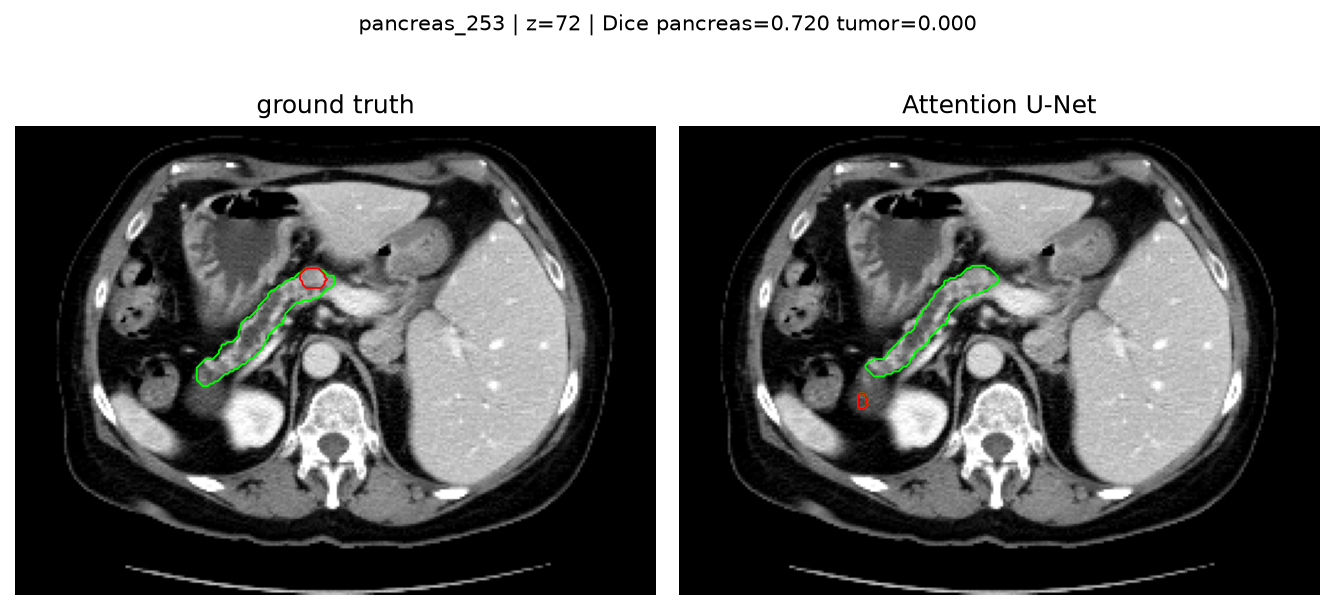 pancreas_253 | z=72 | Dice pancreas=0.720 tumor=0.000
ground truth
Attention U-Net